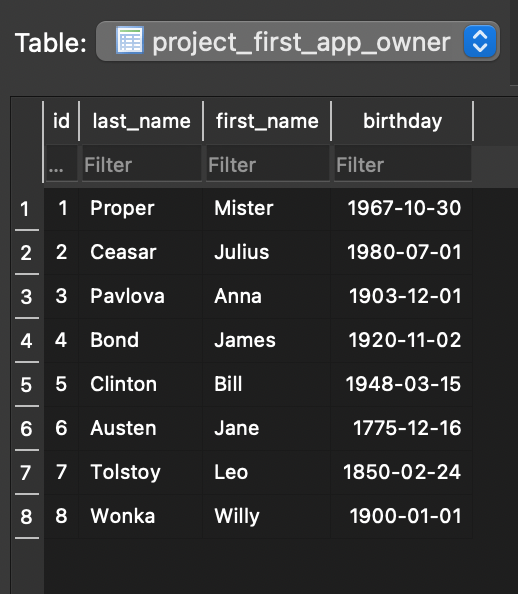 Table: project_first_app_owner
id last_name first_name birthday
... Filter Filter Filter
1 1 Proper Mister 1967-10-30
2 2 Ceasar Julius 1980-07-01
3 3 Pavlova Anna 1903-12-01
4 4 Bond James 1920-11-02
5 5 Clinton Bill 1948-03-15
6 6 Austen Jane 1775-12-16
7 7 Tolstoy Leo 1850-02-24
8 8 Wonka Willy 1900-01-01